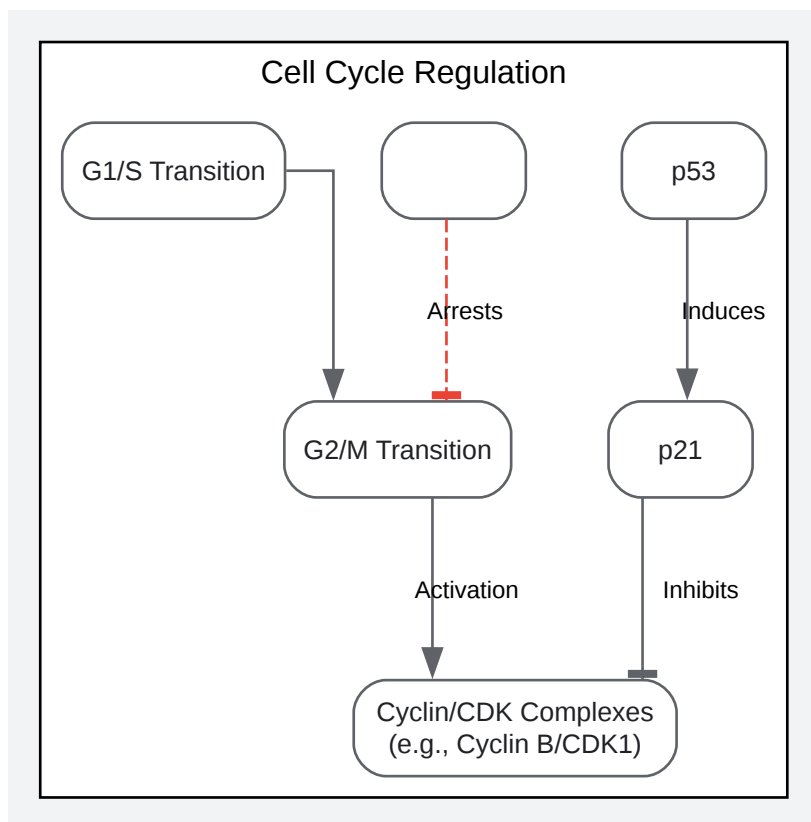 Cell Cycle Regulation
G1/S Transition
p53
Arrests
Induces
G2/M Transition
p21
Activation
Inhibits
Cyclin/CDK Complexes
(e.g., Cyclin B/CDK1)